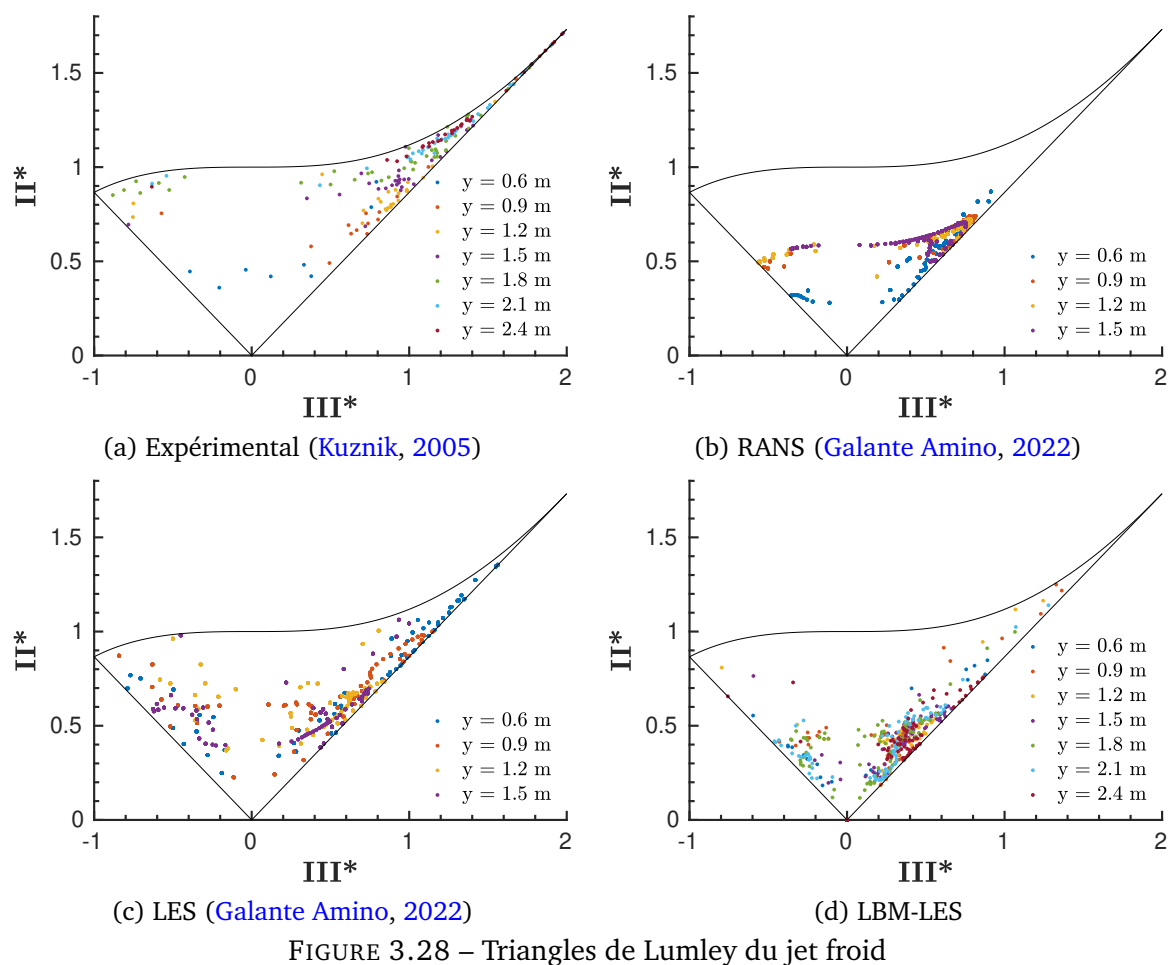 II*
1.5
1
0.5
0
-1
0
1
2
III*
y = 0.6 m
y = 0.9 m
y = 1.2 m
y = 1.5 m
y = 1.8 m
y = 2.1 m
y = 2.4 m
(a) Expérimental (Kuznik, 2005)
II*
1.5
1
0.5
0
-1
0
1
2
III*
y = 0.6 m
y = 0.9 m
y = 1.2 m
y = 1.5 m
(b) RANS (Galante Amino, 2022)
II*
1.5
1
0.5
0
-1
0
1
2
III*
y = 0.6 m
y = 0.9 m
y = 1.2 m
y = 1.5 m
(c) LES (Galante Amino, 2022)
II*
1.5
1
0.5
0
-1
0
1
2
III*
y = 0.6 m
y = 0.9 m
y = 1.2 m
y = 1.5 m
y = 1.8 m
y = 2.1 m
y = 2.4 m
(d) LBM-LES
FIGURE 3.28 – Triangles de Lumley du jet froid